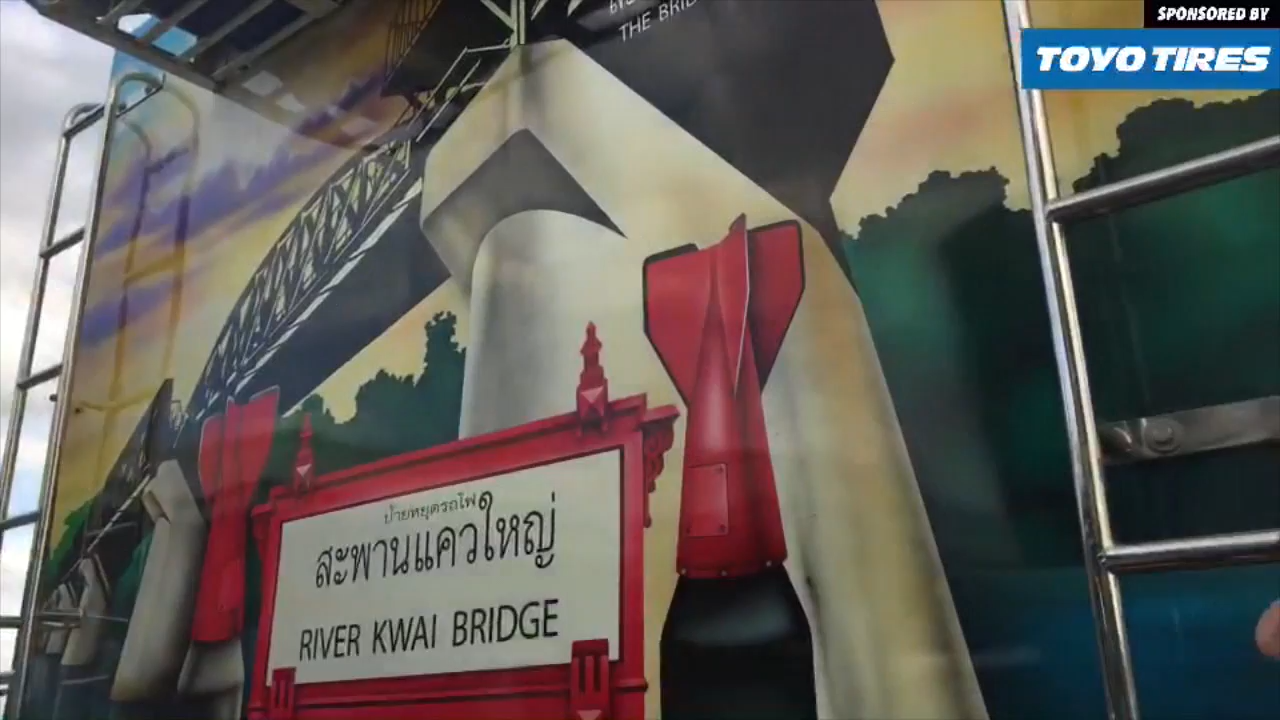 SPONSORED BY
TOYO TIRES
THE BRID
ป้ายหยุดรถไฟ
สะพานแควใหญ่
RIVER KWAI BRIDGE